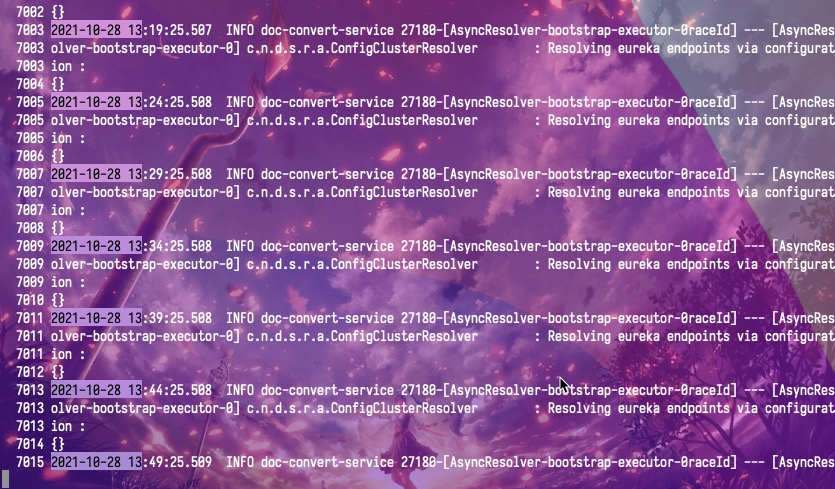 7002 {}
7003 2021-10-28 13:19:25.507  INFO doc-convert-service 27180-[AsyncResolver-bootstrap-executor-0raceId] --- [AsyncRes
7003 olver-bootstrap-executor-0] c.n.d.s.r.a.ConfigClusterResolver        : Resolving eureka endpoints via configurat
7003 ion :
7004 {}
7005 2021-10-28 13:24:25.508  INFO doc-convert-service 27180-[AsyncResolver-bootstrap-executor-0raceId] --- [AsyncRes
7005 olver-bootstrap-executor-0] c.n.d.s.r.a.ConfigClusterResolver        : Resolving eureka endpoints via configurat
7005 ion :
7006 {}
7007 2021-10-28 13:29:25.508  INFO doc-convert-service 27180-[AsyncResolver-bootstrap-executor-0raceId] --- [AsyncRes
7007 olver-bootstrap-executor-0] c.n.d.s.r.a.ConfigClusterResolver        : Resolving eureka endpoints via configurat
7007 ion :
7008 {}
7009 2021-10-28 13:34:25.508  INFO doc-convert-service 27180-[AsyncResolver-bootstrap-executor-0raceId] --- [AsyncRes
7009 olver-bootstrap-executor-0] c.n.d.s.r.a.ConfigClusterResolver        : Resolving eureka endpoints via configurat
7009 ion :
7010 {}
7011 2021-10-28 13:39:25.508  INFO doc-convert-service 27180-[AsyncResolver-bootstrap-executor-0raceId] --- [AsyncRes
7011 olver-bootstrap-executor-0] c.n.d.s.r.a.ConfigClusterResolver        : Resolving eureka endpoints via configurat
7011 ion :
7012 {}
7013 2021-10-28 13:44:25.508  INFO doc-convert-service 27180-[AsyncResolver-bootstrap-executor-0raceId] --- [AsyncRes
7013 olver-bootstrap-executor-0] c.n.d.s.r.a.ConfigClusterResolver        : Resolving eureka endpoints via configurat
7013 ion :
7014 {}
7015 2021-10-28 13:49:25.509  INFO doc-convert-service 27180-[AsyncResolver-bootstrap-executor-0raceId] --- [AsyncRes